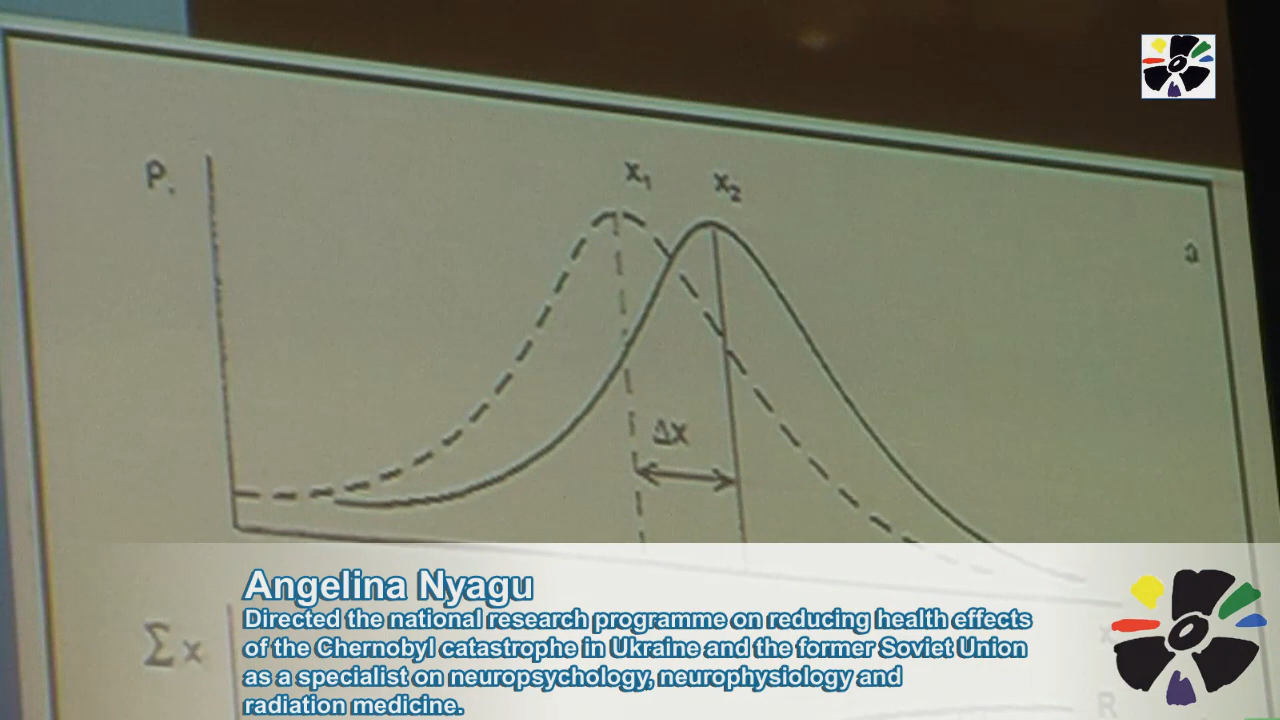 P.
x₁
x₂
a
Δx
Angelina Nyagu
Directed the national research programme on reducing health effects
of the Chernobyl catastrophe in Ukraine and the former Soviet Union
as a specialist on neuropsychology, neurophysiology and
radiation medicine.
Σx
x
R